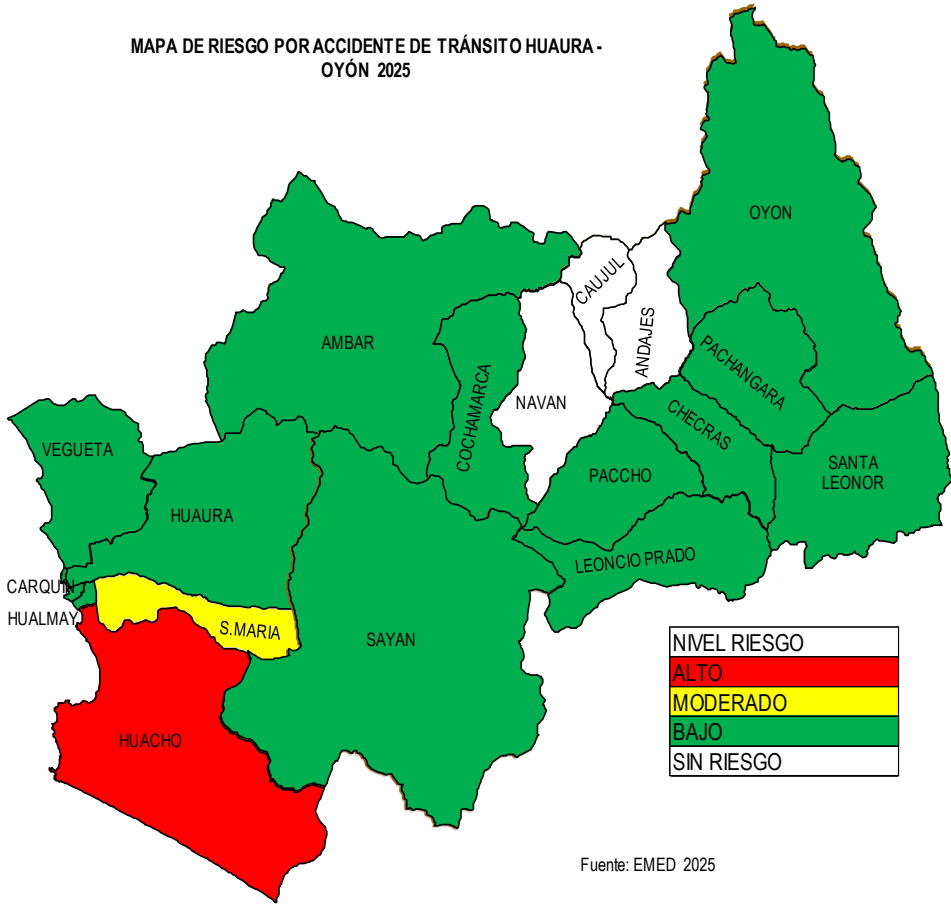 MAPA DE RIESGO POR ACCIDENTE DE TRÁNSITO HUAURA -
OYÓN 2025
OYON
CAUJUL
ANDAJES
AMBAR
PACHANGARA
COCHAMARCA
NAVAN
CHECRAS
VEGUETA
SANTA
LEONOR
PACCHO
HUAURA
LEONCIO PRADO
CARQUIN
HUALMAY
S.MARIA
SAYAN
HUACHO
NIVEL RIESGO
ALTO
MODERADO
BAJO
SIN RIESGO
Fuente: EMED 2025